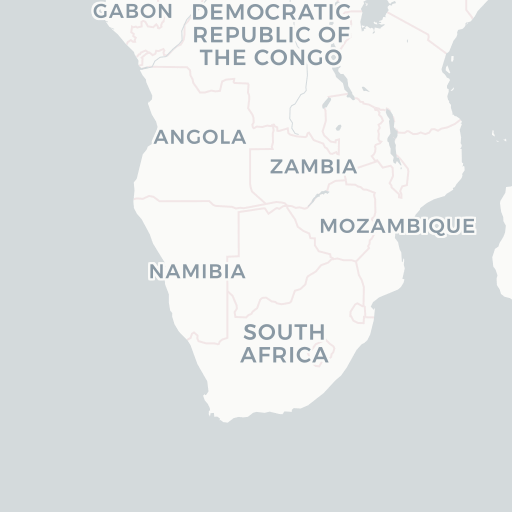 GABON
DEMOCRATIC
REPUBLIC OF
THE CONGO
ANGOLA
ZAMBIA
MOZAMBIQUE
NAMIBIA
SOUTH
AFRICA